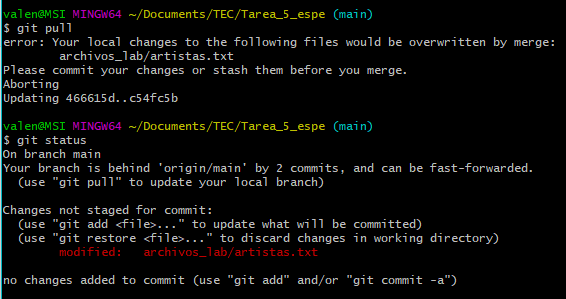 valen@MSI MINGW64 ~/Documents/TEC/Tarea_5_espe (main)
$ git pull
error: Your local changes to the following files would be overwritten by merge:
        archivos_lab/artistas.txt
Please commit your changes or stash them before you merge.
Aborting
Updating 466615d..c54fc5b

valen@MSI MINGW64 ~/Documents/TEC/Tarea_5_espe (main)
$ git status
On branch main
Your branch is behind 'origin/main' by 2 commits, and can be fast-forwarded.
  (use "git pull" to update your local branch)

Changes not staged for commit:
  (use "git add <file>..." to update what will be committed)
  (use "git restore <file>..." to discard changes in working directory)
        modified:   archivos_lab/artistas.txt

no changes added to commit (use "git add" and/or "git commit -a")